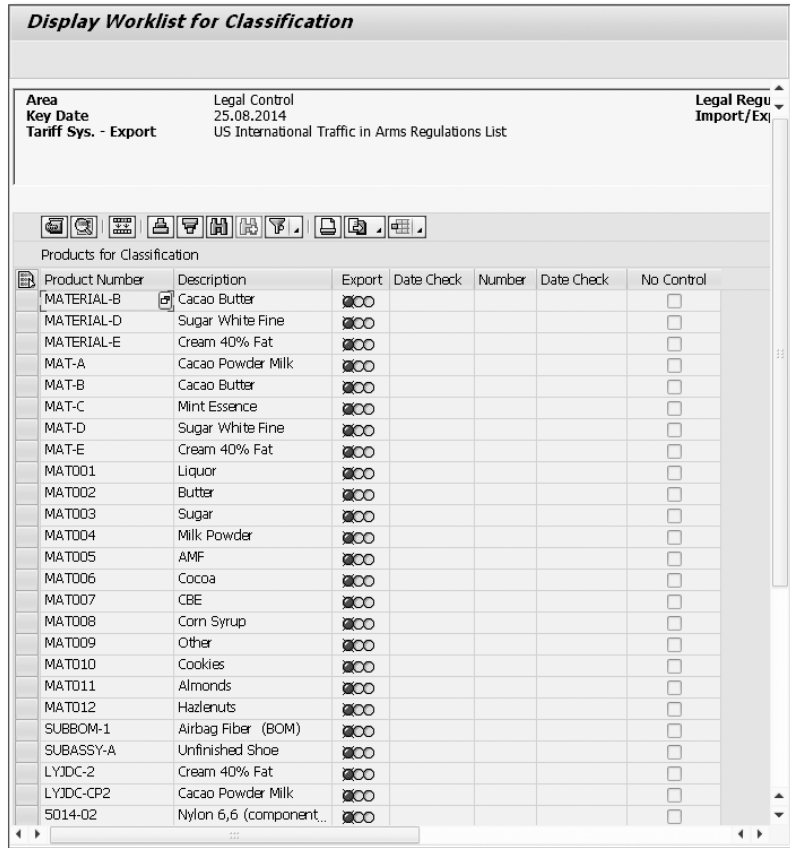 Display Worklist for Classification
Area Legal Control Legal Regu
Key Date 25.08.2014 Import/Ex
Tariff Sys. - Export US International Traffic in Arms Regulations List
Products for Classification
Product Number Description Export Date Check Number Date Check No Control
MATERIAL-B Cacao Butter
MATERIAL-D Sugar White Fine
MATERIAL-E Cream 40% Fat
MAT-A Cacao Powder Milk
MAT-B Cacao Butter
MAT-C Mint Essence
MAT-D Sugar White Fine
MAT-E Cream 40% Fat
MAT001 Liquor
MAT002 Butter
MAT003 Sugar
MAT004 Milk Powder
MAT005 AMF
MAT006 Cocoa
MAT007 CBE
MAT008 Corn Syrup
MAT009 Other
MAT010 Cookies
MAT011 Almonds
MAT012 Hazlenuts
SUBBOM-1 Airbag Fiber (BOM)
SUBASSY-A Unfinished Shoe
LYJDC-2 Cream 40% Fat
LYJDC-CP2 Cacao Powder Milk
5014-02 Nylon 6,6 (component...